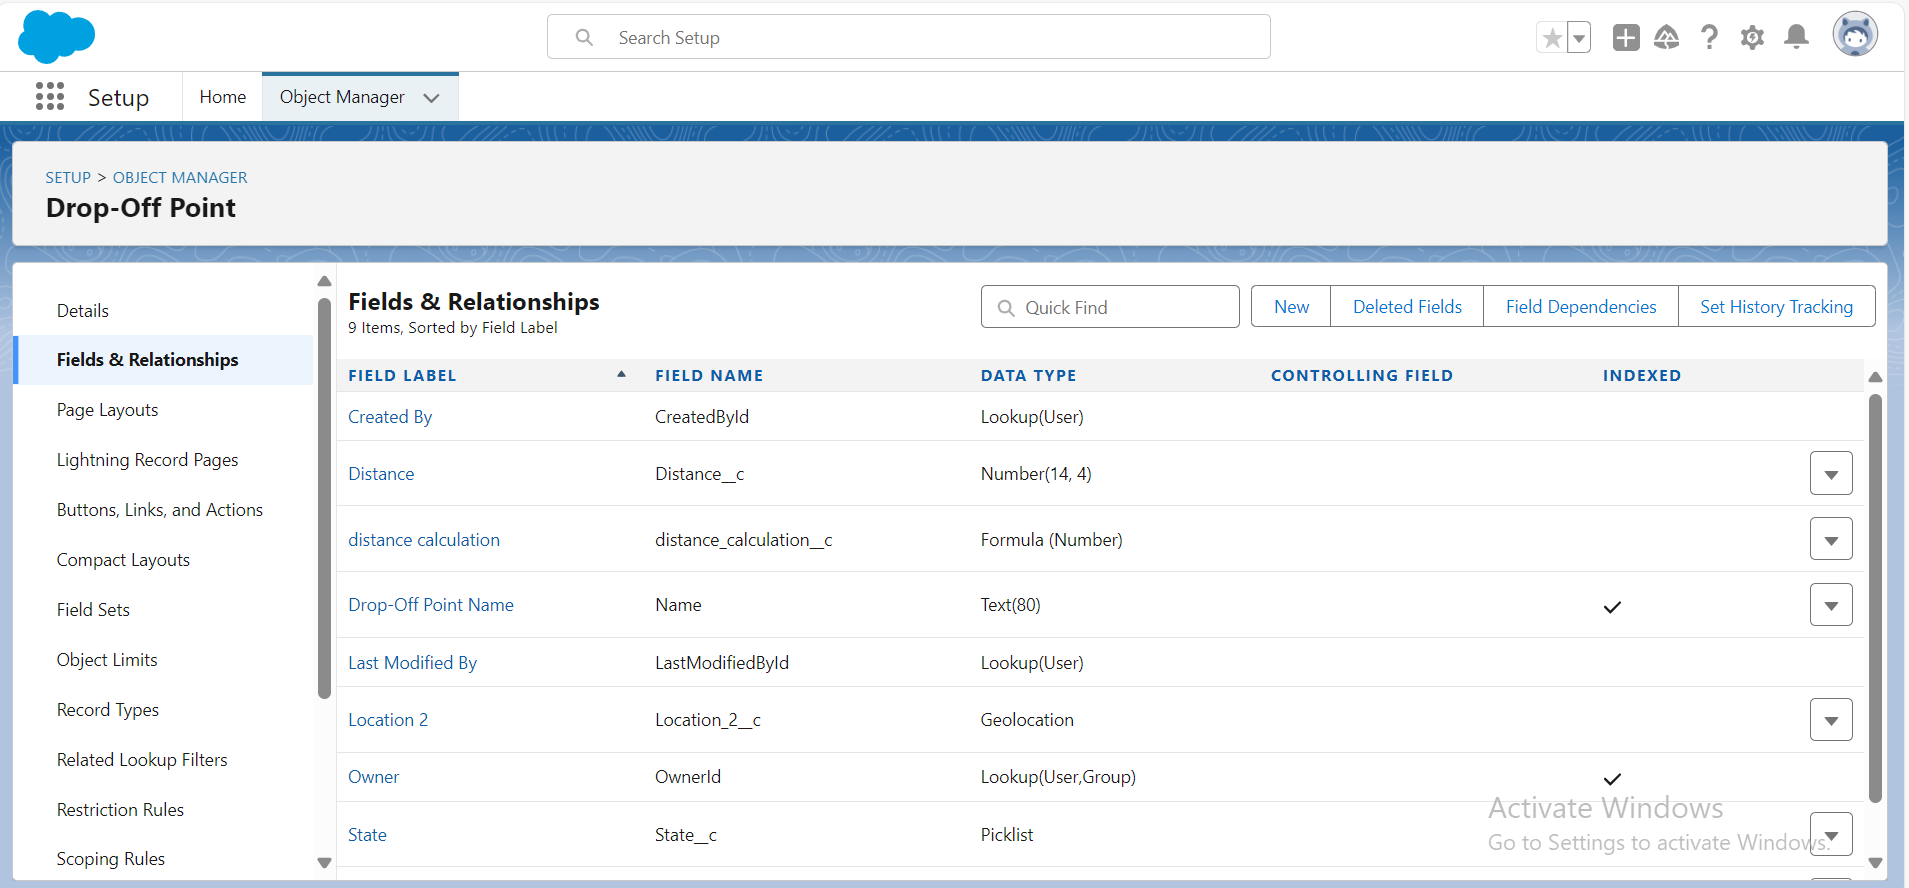 Search Setup
Setup
Home
Object Manager
SETUP > OBJECT MANAGER
Drop-Off Point
Details
Fields & Relationships
Page Layouts
Lightning Record Pages
Buttons, Links, and Actions
Compact Layouts
Field Sets
Object Limits
Record Types
Related Lookup Filters
Restriction Rules
Scoping Rules
Fields & Relationships
9 Items, Sorted by Field Label
Quick Find
New
Deleted Fields
Field Dependencies
Set History Tracking
FIELD LABEL FIELD NAME DATA TYPE CONTROLLING FIELD INDEXED
Created By CreatedById Lookup(User)
Distance Distance__c Number(14, 4)
distance calculation distance_calculation__c Formula (Number)
Drop-Off Point Name Name Text(80)
Last Modified By LastModifiedById Lookup(User)
Location 2 Location_2__c Geolocation
Owner OwnerId Lookup(User,Group)
State State__c Picklist
Activate Windows
Go to Settings to activate Windows.